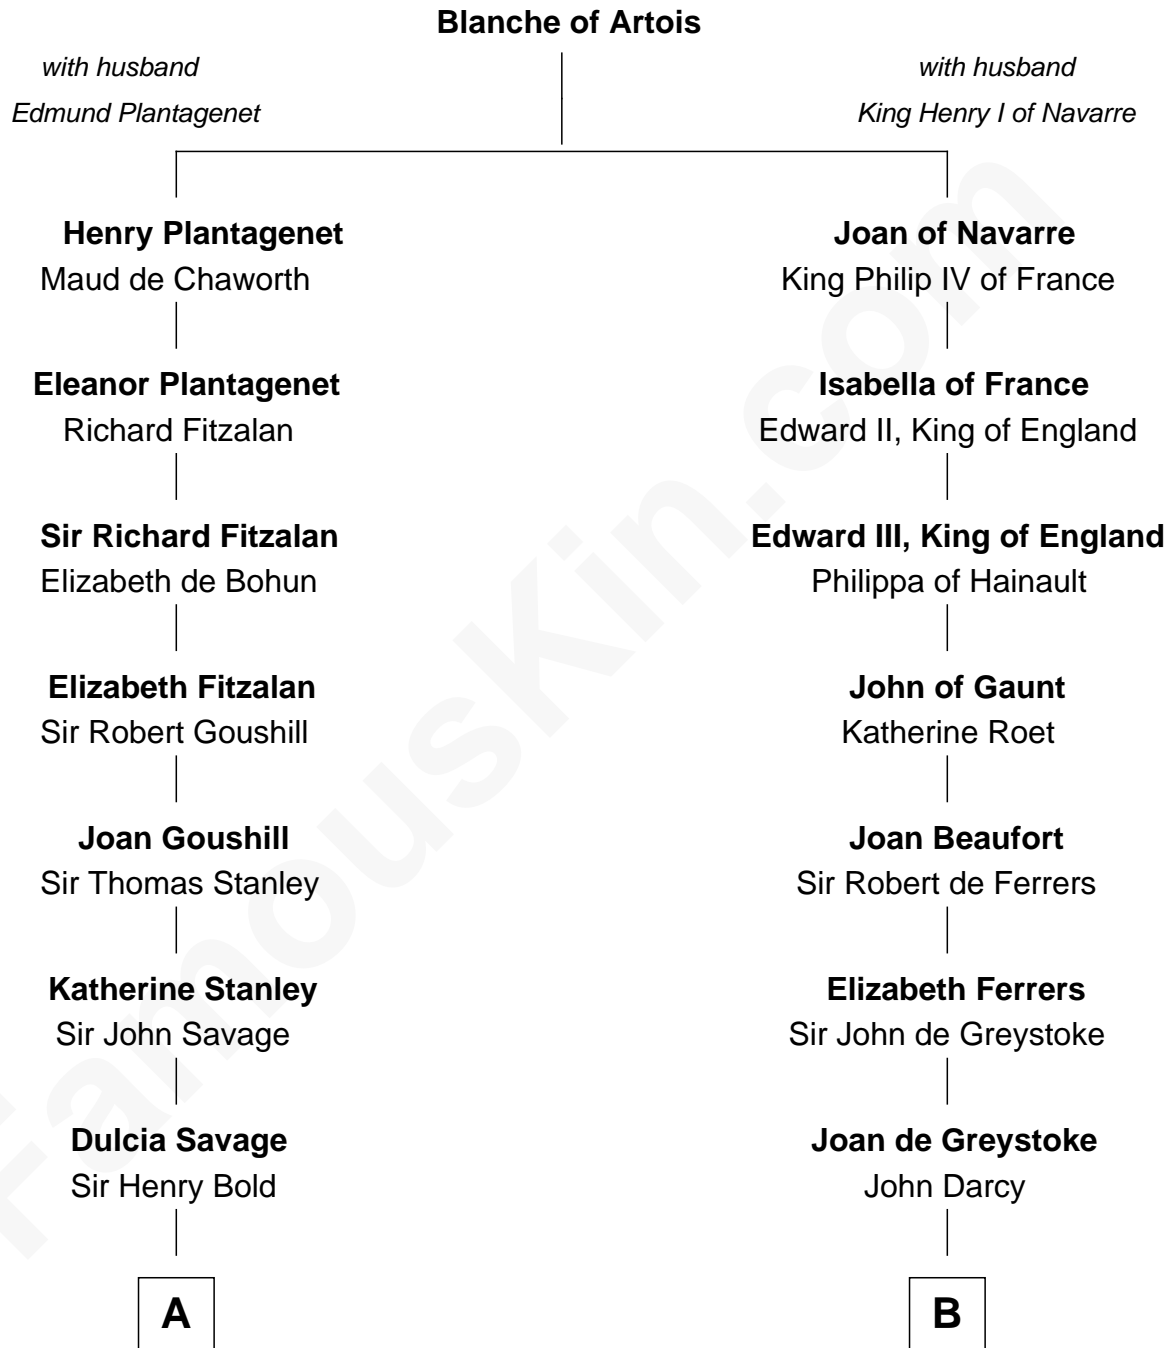 Blanche of Artois
with husband
Edmund Plantagenet
with husband
King Henry I of Navarre
Henry Plantagenet
Maud de Chaworth
Joan of Navarre
King Philip IV of France
Eleanor Plantagenet
Richard Fitzalan
Isabella of France
Edward II, King of England
Sir Richard Fitzalan
Elizabeth de Bohun
Edward III, King of England
Philippa of Hainault
Elizabeth Fitzalan
Sir Robert Goushill
John of Gaunt
Katherine Roet
Joan Goushill
Sir Thomas Stanley
Joan Beaufort
Sir Robert de Ferrers
Katherine Stanley
Sir John Savage
Elizabeth Ferrers
Sir John de Greystoke
Dulcia Savage
Sir Henry Bold
Joan de Greystoke
John Darcy
A
B
FamousKin.com